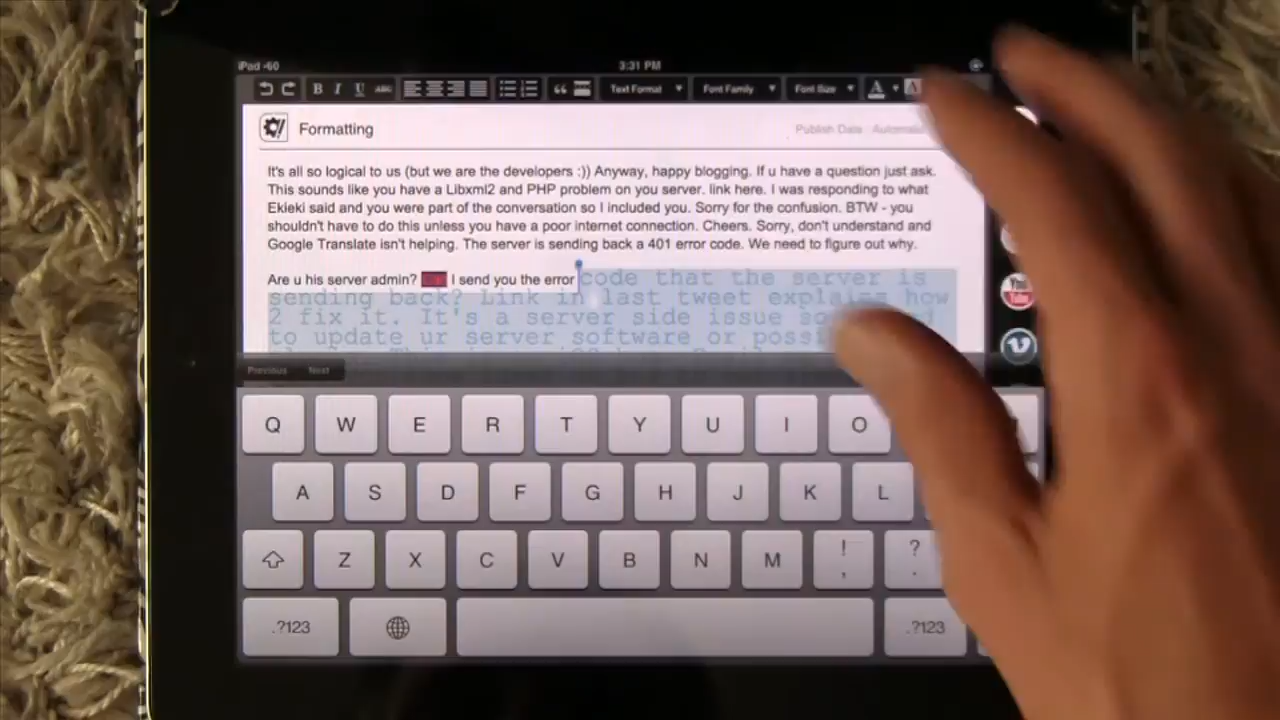 iPad -60
3:31 PM
B I U ABC Text Format Font Family Font Size A A
Formatting
Publish Date
It's all so logical to us (but we are the developers :)) Anyway, happy blogging. If u have a question just ask.
This sounds like you have a Libxml2 and PHP problem on you server. link here. I was responding to what
Ekieki said and you were part of the conversation so I included you. Sorry for the confusion. BTW - you
shouldn't have to do this unless you have a poor internet connection. Cheers. Sorry, don't understand and
Google Translate isn't helping. The server is sending back a 401 error code. We need to figure out why.
Are u his server admin? I send you the error code that the server is
sending back? Link in last tweet explains how
2 fix it. It's a server side issue
to update ur server software or
You Tube
Previous Next
Q W E R T Y U I O
A S D F G H J K L
Z X C V B N M ! , ? .
.?123 .?123